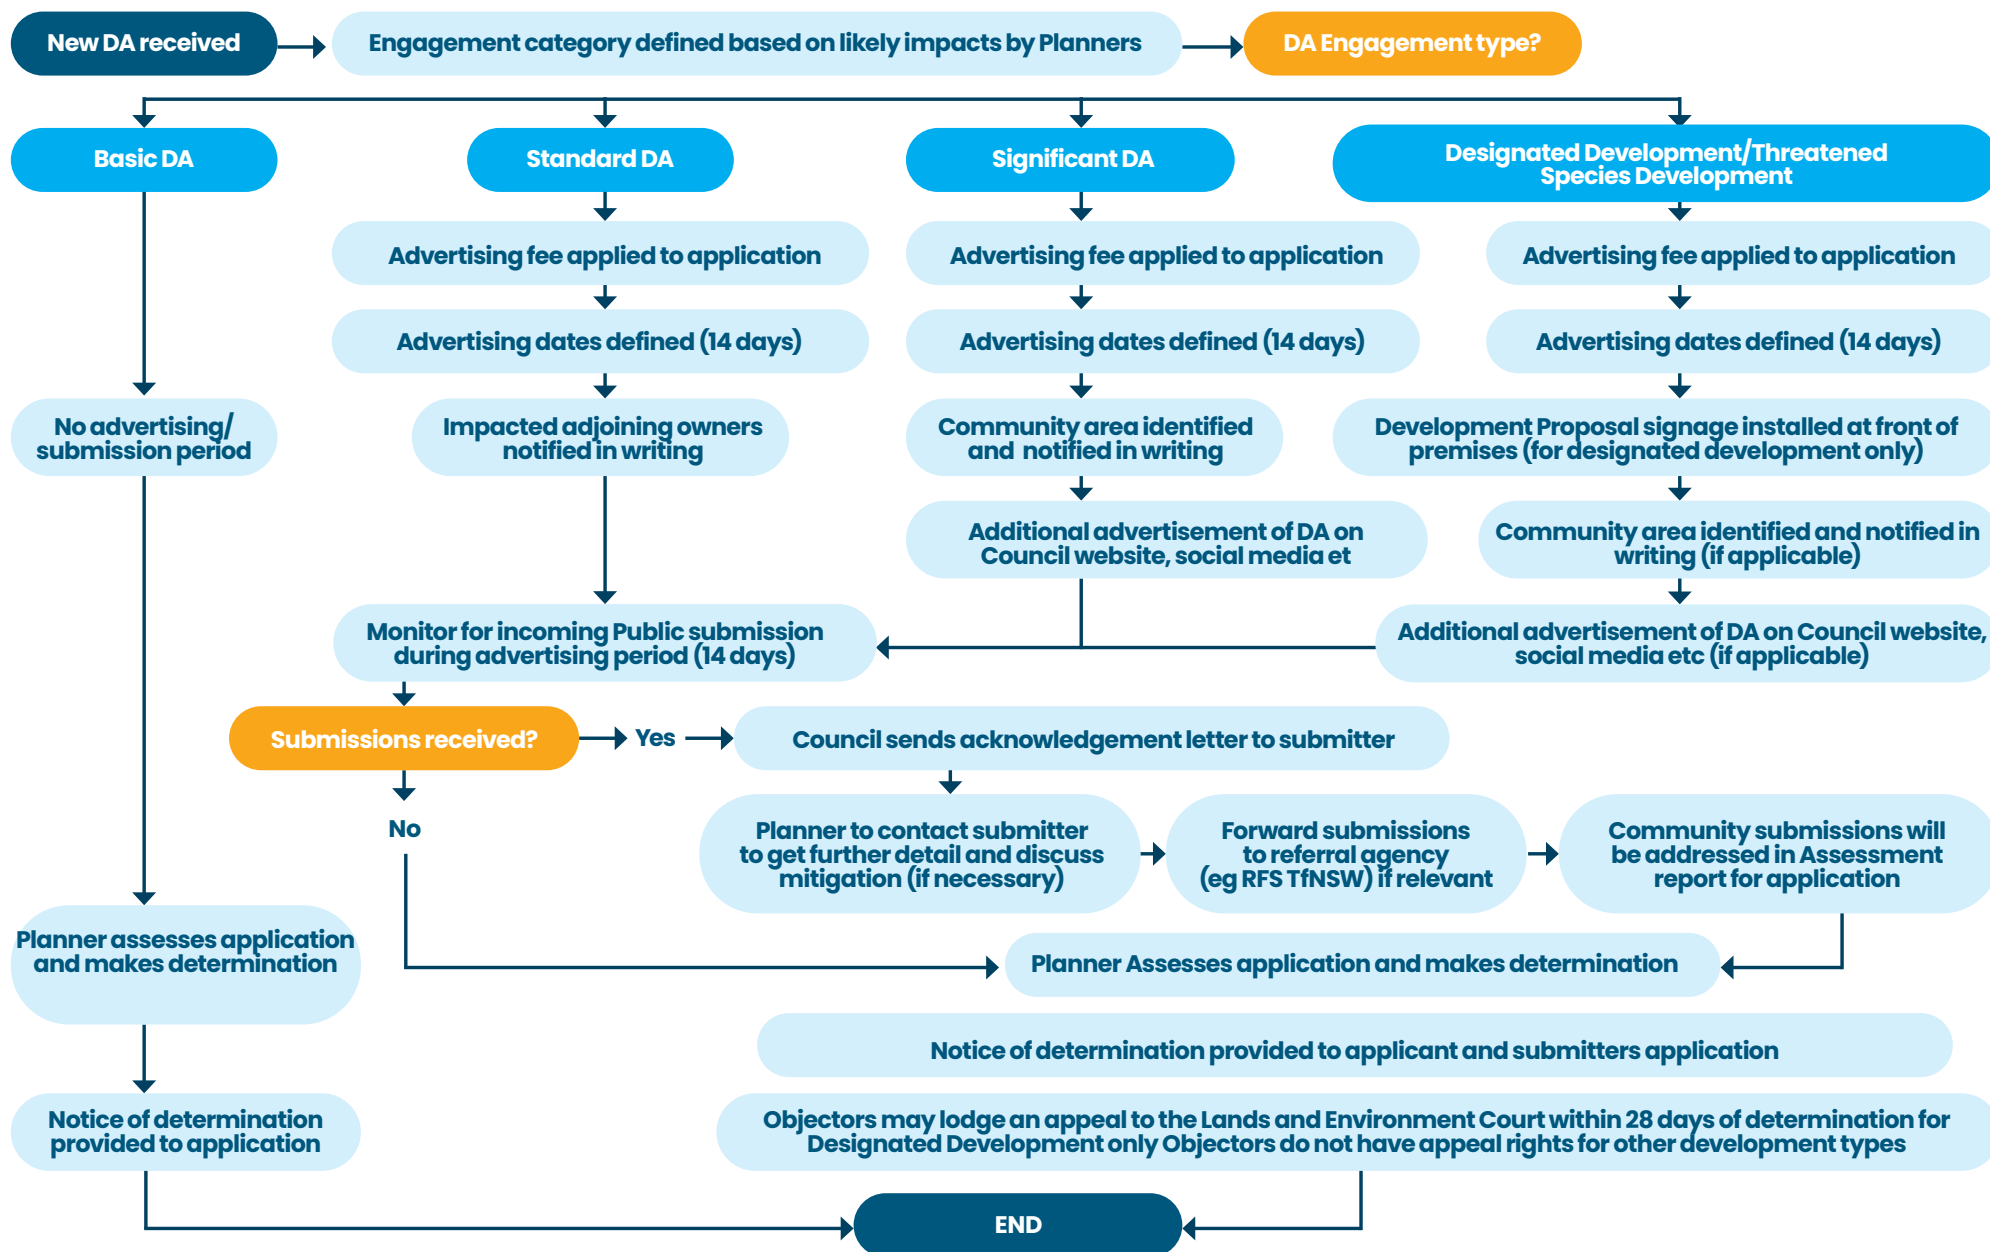 New DA received
Engagement category defined based on likely impacts by Planners
DA Engagement type?
Basic DA
Standard DA
Significant DA
Designated Development/Threatened
Species Development
Advertising fee applied to application
Advertising fee applied to application
Advertising fee applied to application
Advertising dates defined (14 days)
Advertising dates defined (14 days)
Advertising dates defined (14 days)
No advertising/
submission period
Impacted adjoining owners
notified in writing
Community area identified
and notified in writing
Development Proposal signage installed at front of
premises (for designated development only)
Additional advertisement of DA on
Council website, social media et
Community area identified and notified in
writing (if applicable)
Monitor for incoming Public submission
during advertising period (14 days)
Additional advertisement of DA on Council website,
social media etc (if applicable)
Submissions received?
Yes
Council sends acknowledgement letter to submitter
No
Planner to contact submitter
to get further detail and discuss
mitigation (if necessary)
Forward submissions
to referral agency
(eg RFS TfNSW) if relevant
Community submissions will
be addressed in Assessment
report for application
Planner assesses application
and makes determination
Planner Assesses application and makes determination
Notice of determination provided to applicant and submitters application
Notice of determination
provided to application
Objectors may lodge an appeal to the Lands and Environment Court within 28 days of determination for
Designated Development only Objectors do not have appeal rights for other development types
END